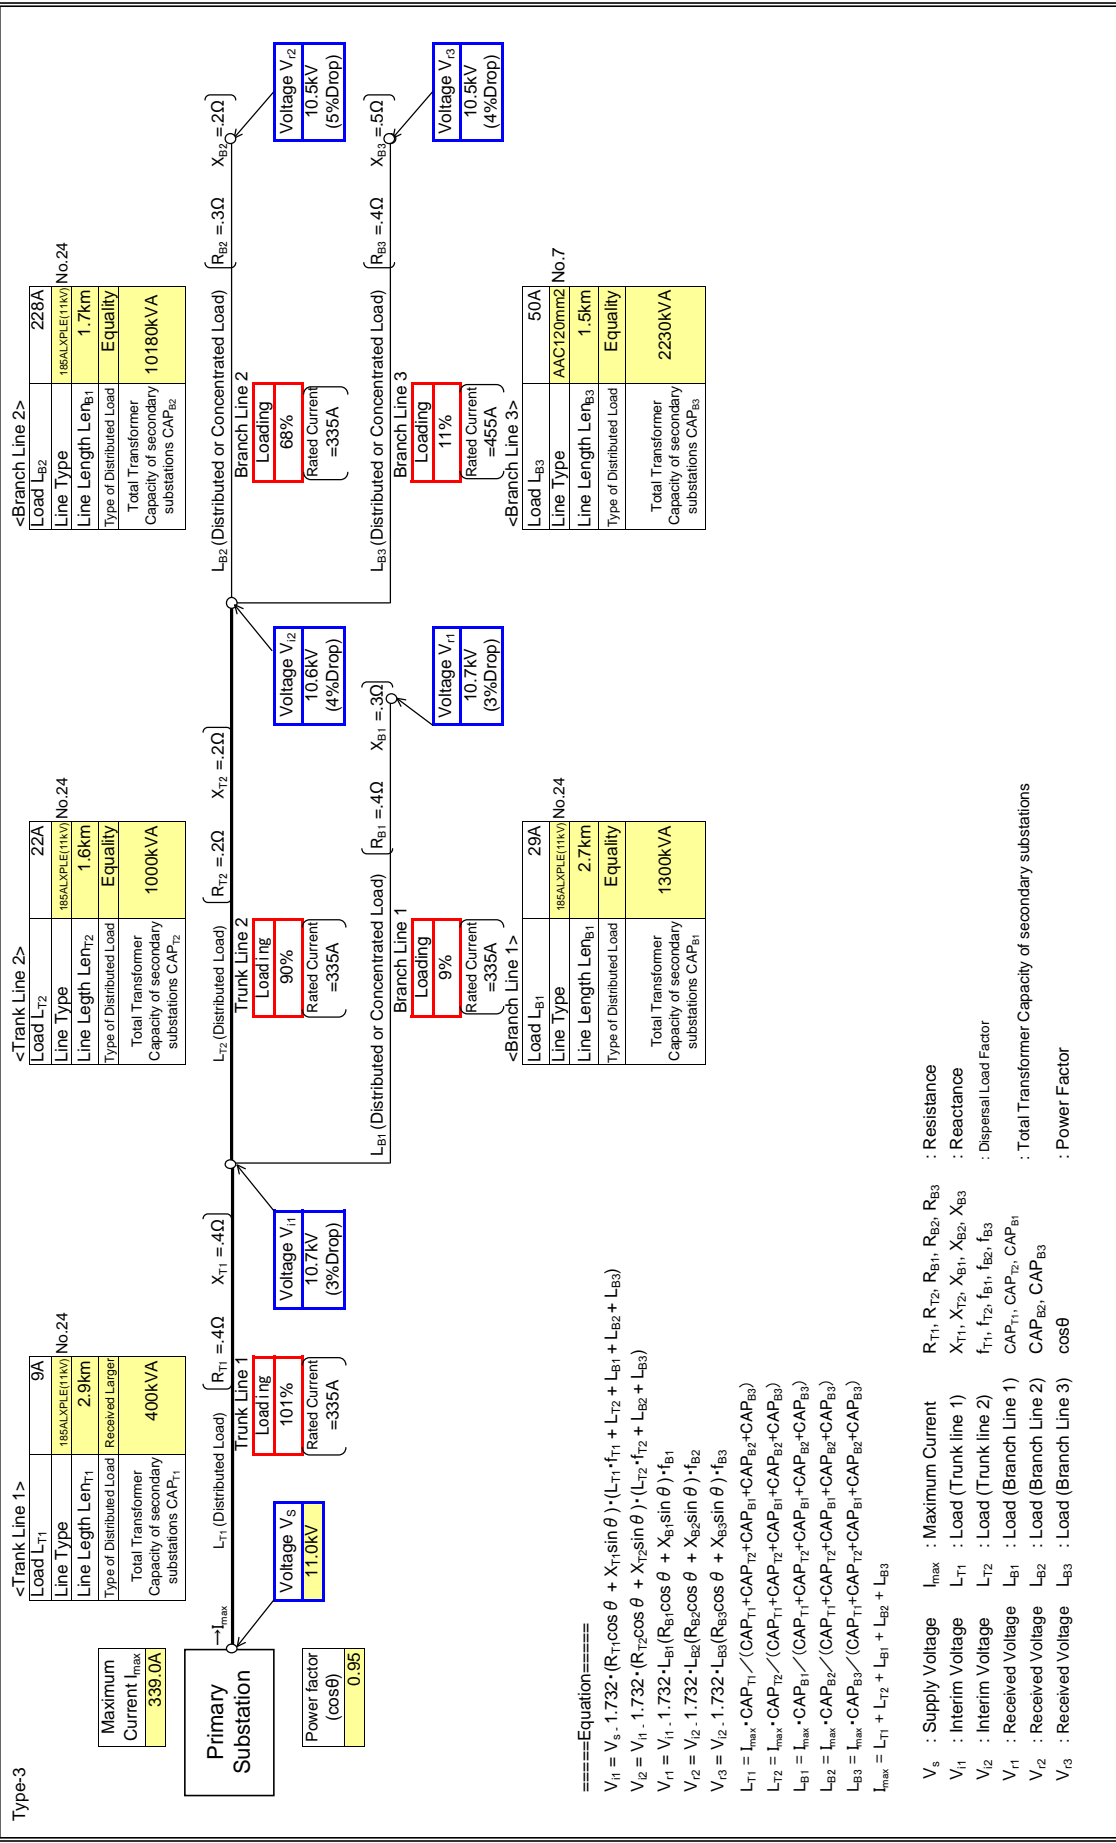 Type-3
Maximum
Current Imax
339.0A
Primary
Substation
Power factor
(cosθ)
0.95
→Imax
Voltage VS
11.0kV
<Trank Line 1>
Load LT1 9A
Line Type 185ALXPLE(11kV) No.24
Line Legth LenT1 2.9km
Type of Distributed Load Received Larger
Total Transformer
Capacity of secondary
substations CAPT1
400kVA
LT1 (Distributed Load) (RT1 =.4Ω XT1 =.4Ω)
Trunk Line 1
Loading
101%
Rated Current
=335A
Voltage Vi1
10.7kV
(3%Drop)
<Trank Line 2>
Load LT2 22A
Line Type 185ALXPLE(11kV) No.24
Line Legth LenT2 1.6km
Type of Distributed Load Equality
Total Transformer
Capacity of secondary
substations CAPT2
1000kVA
LT2 (Distributed Load) (RT2 =.2Ω XT2 =.2Ω)
Trunk Line 2
Loading
90%
Rated Current
=335A
Voltage Vi2
10.6kV
(4%Drop)
LB1 (Distributed or Concentrated Load) (RB1 =.4Ω XB1 =.3Ω)
Branch Line 1
Loading
9%
Rated Current
=335A
Voltage Vr1
10.7kV
(3%Drop)
<Branch Line 1>
Load LB1 29A
Line Type 185ALXPLE(11kV) No.24
Line Length LenB1 2.7km
Type of Distributed Load Equality
Total Transformer
Capacity of secondary
substations CAPB1
1300kVA
<Branch Line 2>
Load LB2 228A
Line Type 185ALXPLE(11kV) No.24
Line Length LenB1 1.7km
Type of Distributed Load Equality
Total Transformer
Capacity of secondary
substations CAPB2
10180kVA
LB2 (Distributed or Concentrated Load) (RB2 =.3Ω XB2 =.2Ω)
Branch Line 2
Loading
68%
Rated Current
=335A
Voltage Vr2
10.5kV
(5%Drop)
LB3 (Distributed or Concentrated Load) (RB3 =.4Ω XB3 =.5Ω)
Branch Line 3
Loading
11%
Rated Current
=455A
Voltage Vr3
10.5kV
(4%Drop)
<Branch Line 3>
Load LB3 50A
Line Type AAC120mm2 No.7
Line Length LenB3 1.5km
Type of Distributed Load Equality
Total Transformer
Capacity of secondary
substations CAPB3
2230kVA
=====Equation=====
Vi1 = Vs - 1.732•(RT1cos θ + XT1sin θ)•(LT1•fT1 + LT2 + LB1 + LB2 + LB3)
Vi2 = Vi1 - 1.732•(RT2cos θ + XT2sin θ)•(LT2•fT2 + LB2 + LB3)
Vr1 = Vi1 - 1.732•LB1(RB1cos θ + XB1sin θ)•fB1
Vr2 = Vi2 - 1.732•LB2(RB2cos θ + XB2sin θ)•fB2
Vr3 = Vi2 - 1.732•LB3(RB3cos θ + XB3sin θ)•fB3
LT1 = Imax•CAPT1／(CAPT1+CAPT2+CAPB1+CAPB2+CAPB3)
LT2 = Imax•CAPT2／(CAPT1+CAPT2+CAPB1+CAPB2+CAPB3)
LB1 = Imax•CAPB1／(CAPT1+CAPT2+CAPB1+CAPB2+CAPB3)
LB2 = Imax•CAPB2／(CAPT1+CAPT2+CAPB1+CAPB2+CAPB3)
LB3 = Imax•CAPB3／(CAPT1+CAPT2+CAPB1+CAPB2+CAPB3)
Imax = LT1 + LT2 + LB1 + LB2 + LB3
Vs : Supply Voltage Imax : Maximum Current RT1, RT2, RB1, RB2, RB3 : Resistance
Vi1 : Interim Voltage LT1 : Load (Trunk line 1) XT1, XT2, XB1, XB2, XB3 : Reactance
Vi2 : Interim Voltage LT2 : Load (Trunk line 2) fT1, fT2, fB1, fB2, fB3 : Dispersal Load Factor
Vr1 : Received Voltage LB1 : Load (Branch Line 1) CAPT1, CAPT2, CAPB1
Vr2 : Received Voltage LB2 : Load (Branch Line 2) CAPB2, CAPB3 : Total Transformer Capacity of secondary substations
Vr3 : Received Voltage LB3 : Load (Branch Line 3) cosθ : Power Factor